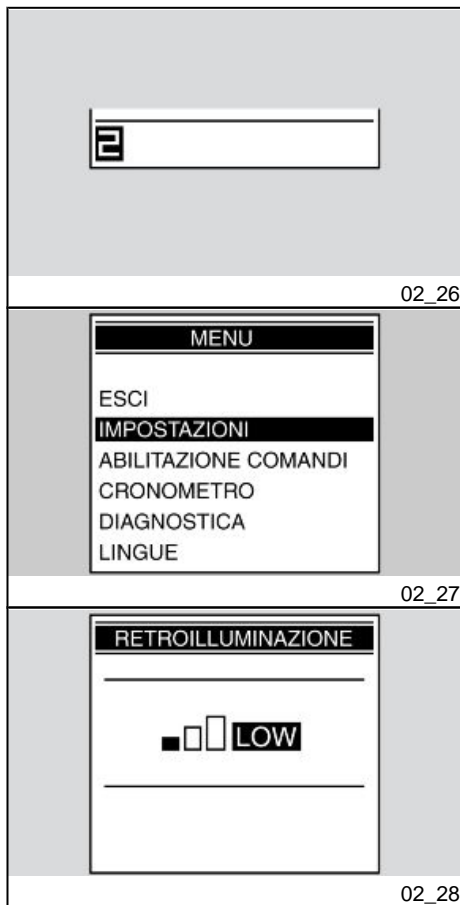 2
02_26
MENU
ESCI
IMPOSTAZIONI
ABILITAZIONE COMANDI
CRONOMETRO
DIAGNOSTICA
LINGUE
02_27
RETROILLUMINAZIONE
LOW
02_28